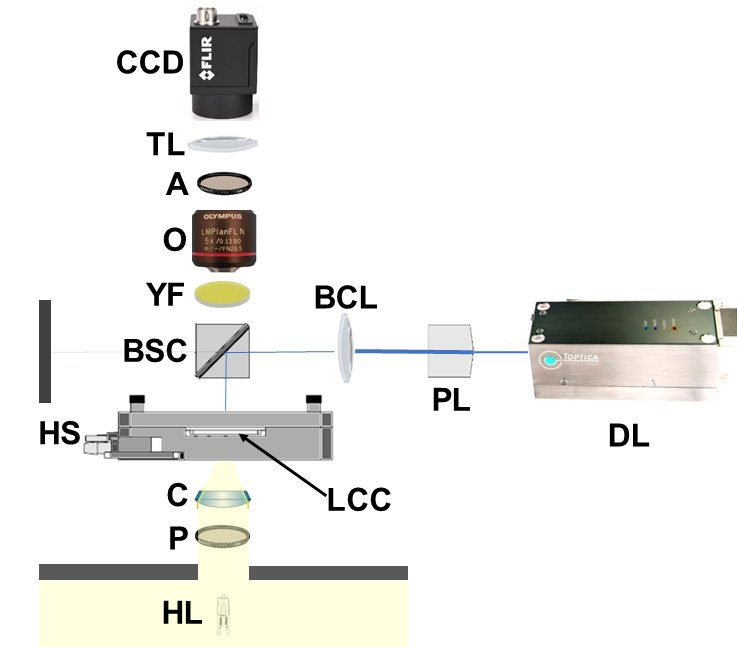 CCD
FLIR
TL
A
OLYMPUS
LMPlanFL N
5x/0.13 BD
∞/-/FN26.5
O
YF
BCL
BSC
TOPTICA
PL
DL
HS
LCC
C
P
HL